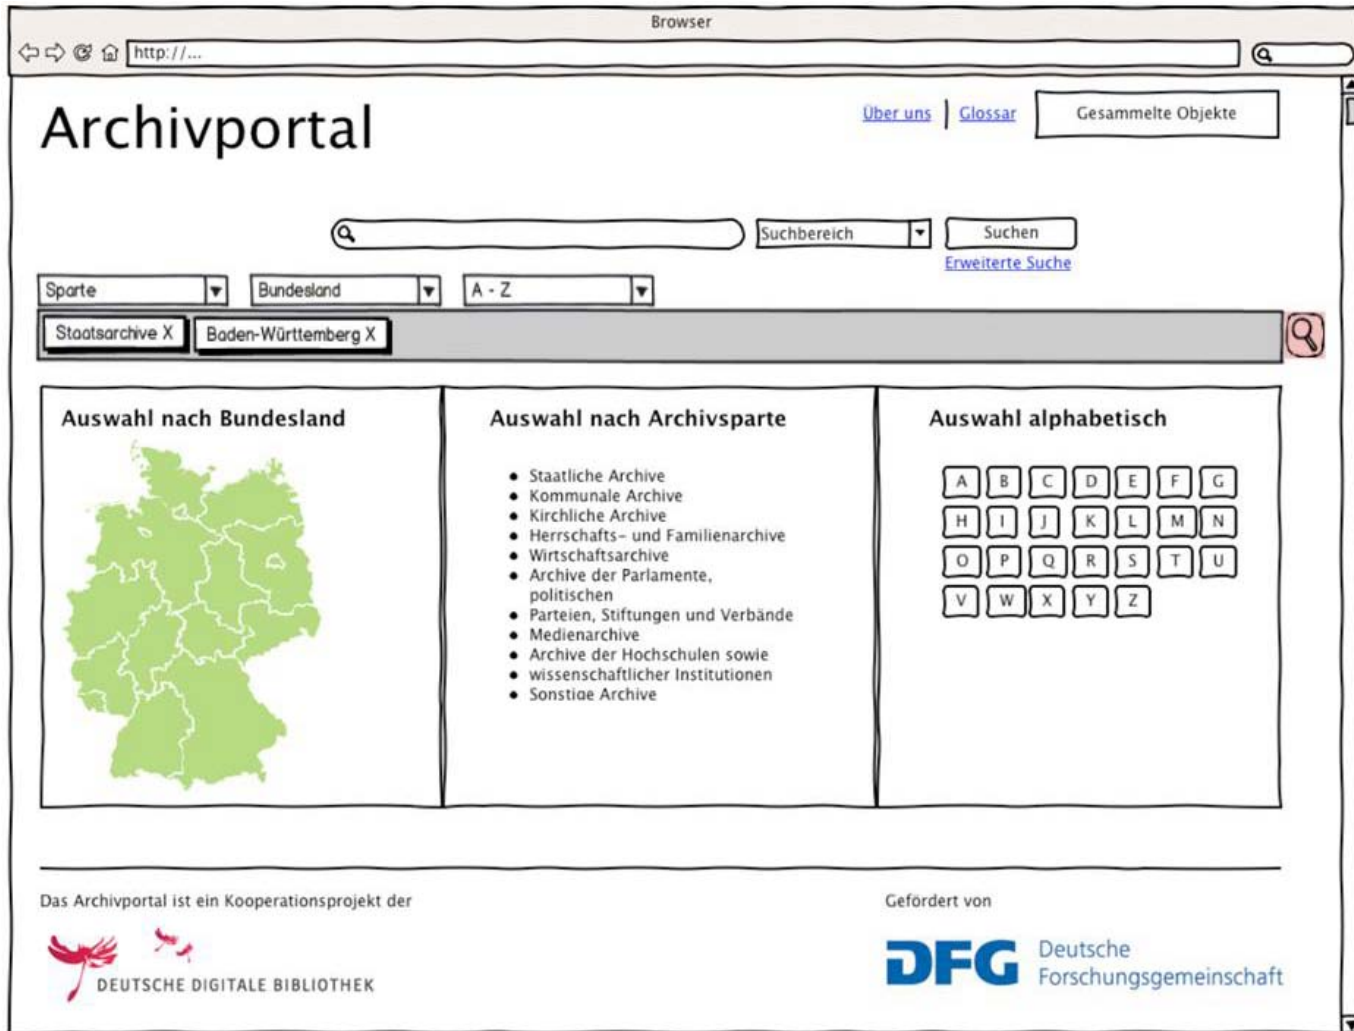 Browser
http://...
Archivportal
Über uns
Glossar
Gesammelte Objekte
Suchbereich
Suchen
Erweiterte Suche
Sparte
Bundesland
A - Z
Staatsarchive X
Baden-Württemberg X
Auswahl nach Bundesland
Auswahl nach Archivsparte
Staatliche Archive
Kommunale Archive
Kirchliche Archive
Herrschafts- und Familienarchive
Wirtschaftsarchive
Archive der Parlamente,
politischen
Parteien, Stiftungen und Verbände
Medienarchive
Archive der Hochschulen sowie
wissenschaftlicher Institutionen
Sonstige Archive
Auswahl alphabetisch
A B C D E F G
H I J K L M N
O P Q R S T U
V W X Y Z
Das Archivportal ist ein Kooperationsprojekt der
DEUTSCHE DIGITALE BIBLIOTHEK
Gefördert von
DFG
Deutsche
Forschungsgemeinschaft